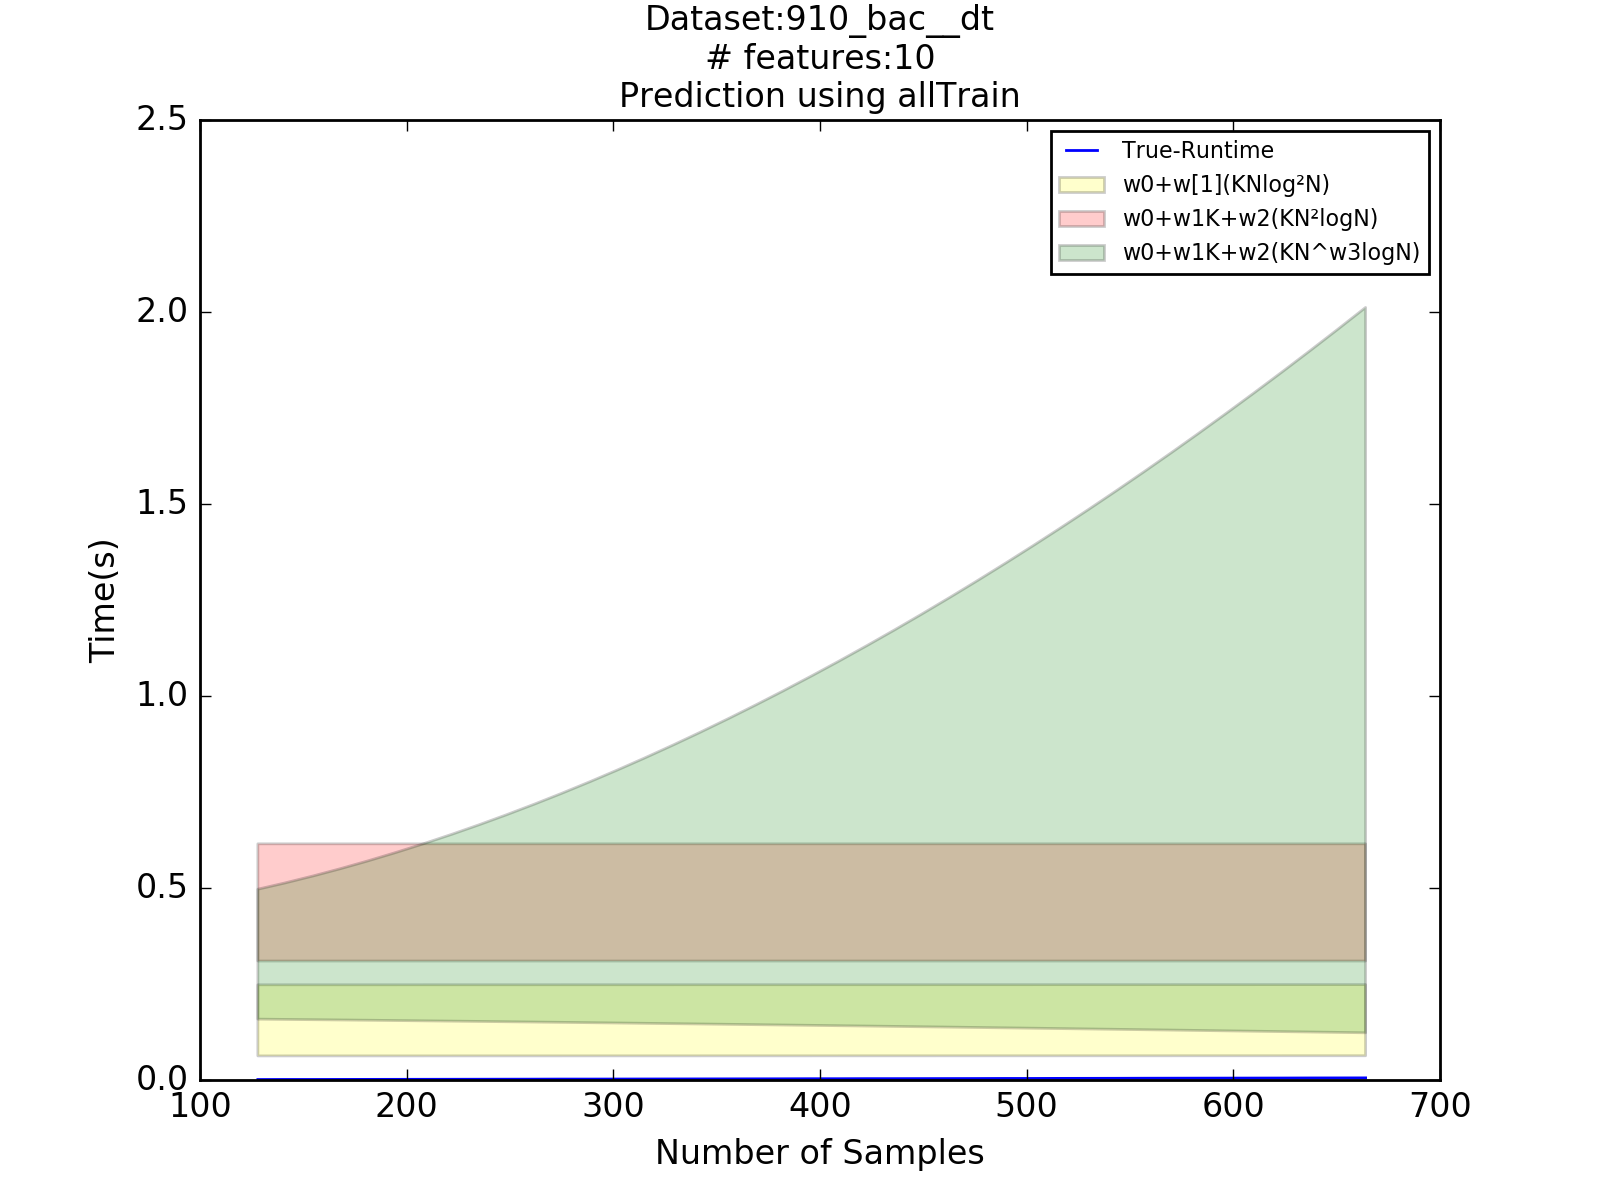 Dataset:910_bac__dt
# features:10
Prediction using allTrain
2.5
2.0
1.5
1.0
0.5
0.0
Time(s)
True-Runtime
w0+w[1](KNlog²N)
w0+w1K+w2(KN²logN)
w0+w1K+w2(KN^w3logN)
100 200 300 400 500 600 700
Number of Samples